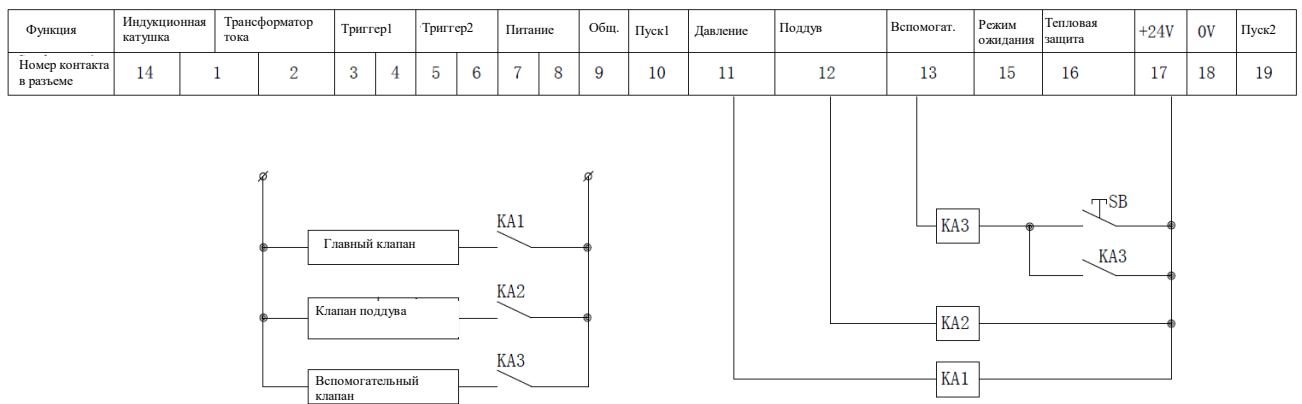 Функция
Индукционная
катушка
Трансформатор
тока
Триггер1
Триггер2
Питание
Общ.
Пуск1
Давление
Поддув
Вспомогат.
Режим
ожидания
Тепловая
защита
+24V
0V
Пуск2
Номер контакта
в разъеме
14
1
2
3
4
5
6
7
8
9
10
11
12
13
15
16
17
18
19
KA1
Главный клапан
KA2
Клапан поддува
KA3
Вспомогательный
клапан
SB
KA3
KA3
KA2
KA1